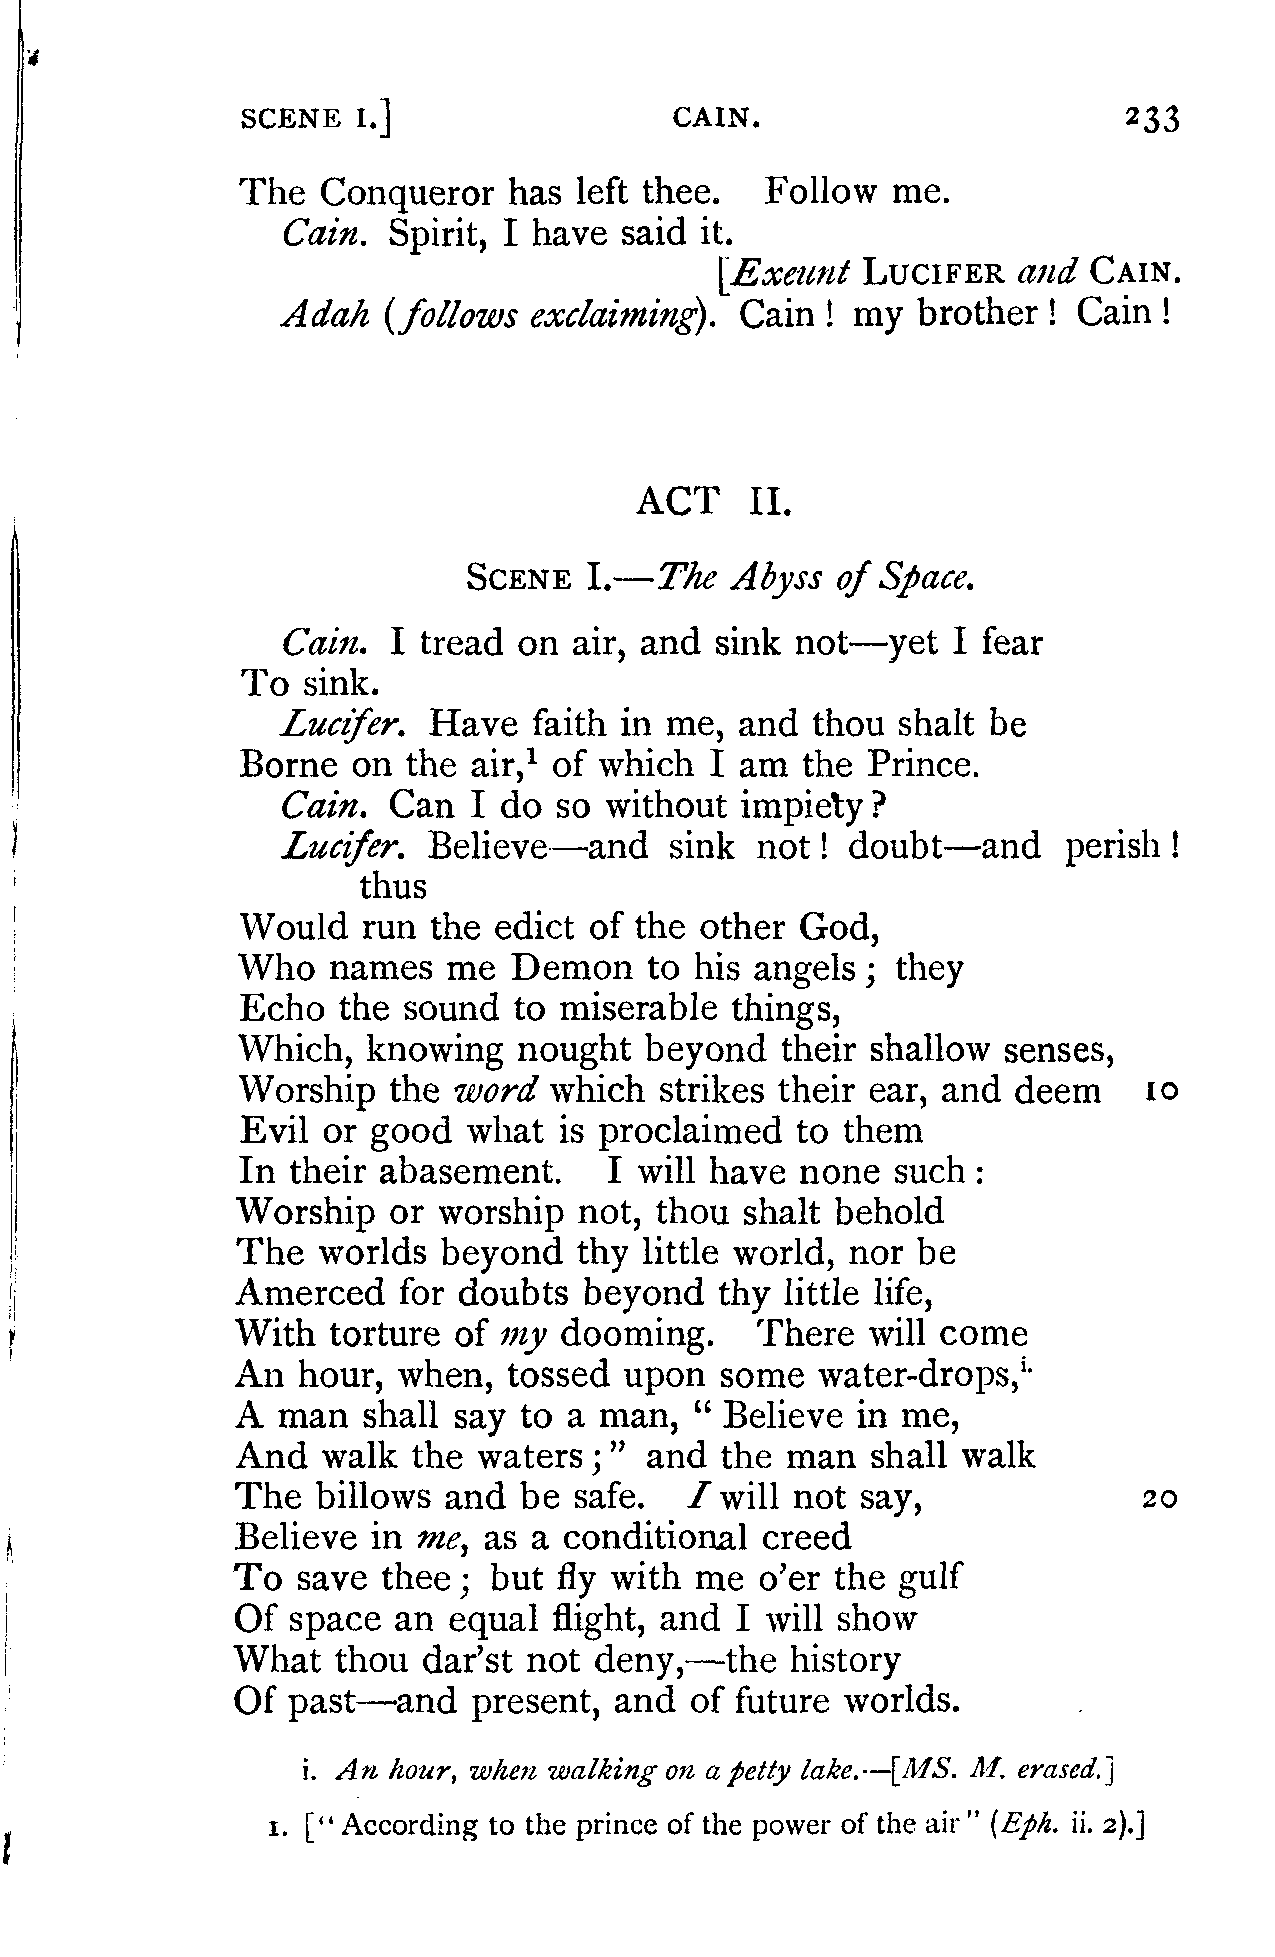 SCENE I.] CAIN. 233
The Conqueror has left thee. Follow me.
Cain. Spirit, I have said it.
[Exeunt LUCIFER and CAIN.
Adah (follows exclaiming). Cain! my brother! Cain!
ACT II.
SCENE I.—The Abyss of Space.
Cain. I tread on air, and sink not—yet I fear
To sink.
Lucifer. Have faith in me, and thou shalt be
Borne on the air,¹ of which I am the Prince.
Cain. Can I do so without impiety?
Lucifer. Believe—and sink not! doubt—and perish!
thus
Would run the edict of the other God,
Who names me Demon to his angels; they
Echo the sound to miserable things,
Which, knowing nought beyond their shallow senses,
Worship the word which strikes their ear, and deem 10
Evil or good what is proclaimed to them
In their abasement. I will have none such:
Worship or worship not, thou shalt behold
The worlds beyond thy little world, nor be
Amerced for doubts beyond thy little life,
With torture of my dooming. There will come
An hour, when, tossed upon some water-drops,i.
A man shall say to a man, "Believe in me,
And walk the waters;" and the man shall walk
The billows and be safe. I will not say, 20
Believe in me, as a conditional creed
To save thee; but fly with me o'er the gulf
Of space an equal flight, and I will show
What thou dar'st not deny,—the history
Of past—and present, and of future worlds.
i. An hour, when walking on a petty lake.—[MS. M. erased.]
1. ["According to the prince of the power of the air" (Eph. ii. 2).]